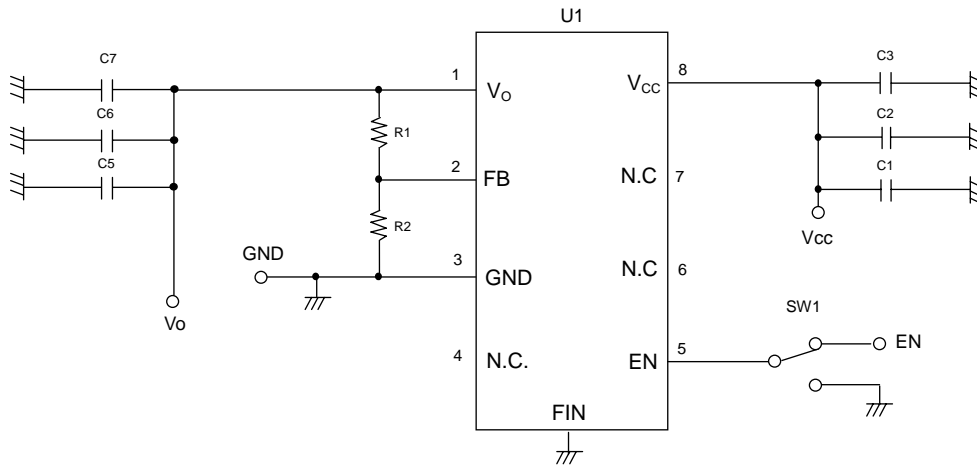 U1
C7
C6
C5
1
VO
R1
2
FB
R2
GND
3
GND
Vo
4
N.C.
FIN
8
VCC
C3
C2
C1
N.C
7
Vcc
N.C
6
SW1
5
EN
EN